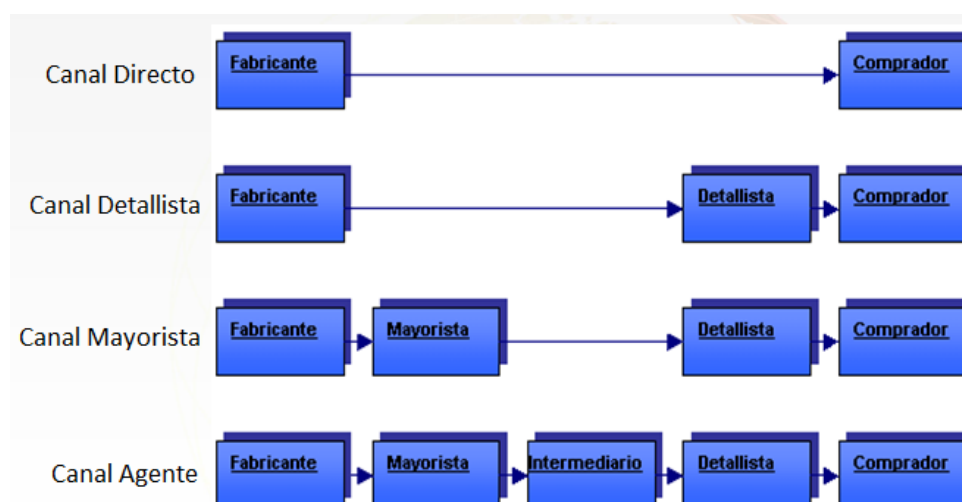 Canal Directo
Fabricante
Comprador
Canal Detallista
Fabricante
Detallista
Comprador
Canal Mayorista
Fabricante
Mayorista
Detallista
Comprador
Canal Agente
Fabricante
Mayorista
Intermediario
Detallista
Comprador